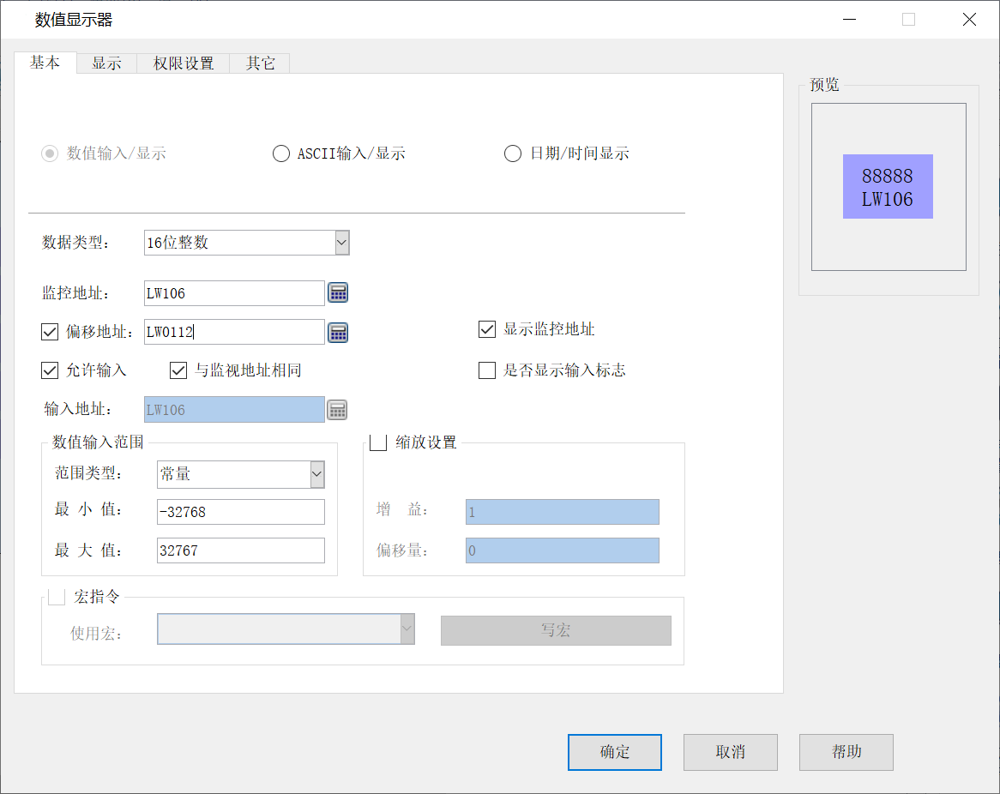 数值显示器
基本 显示 权限设置 其它
预览
88888
LW106
数值输入/显示 ASCII输入/显示 日期/时间显示
数据类型: 16位整数
监控地址: LW106
偏移地址: LW0112 显示监控地址
允许输入 与监视地址相同 是否显示输入标志
输入地址: LW106
数值输入范围 缩放设置
范围类型: 常量
最 小 值: -32768 增 益: 1
最 大 值: 32767 偏移量: 0
宏指令
使用宏: 写宏
确定 取消 帮助